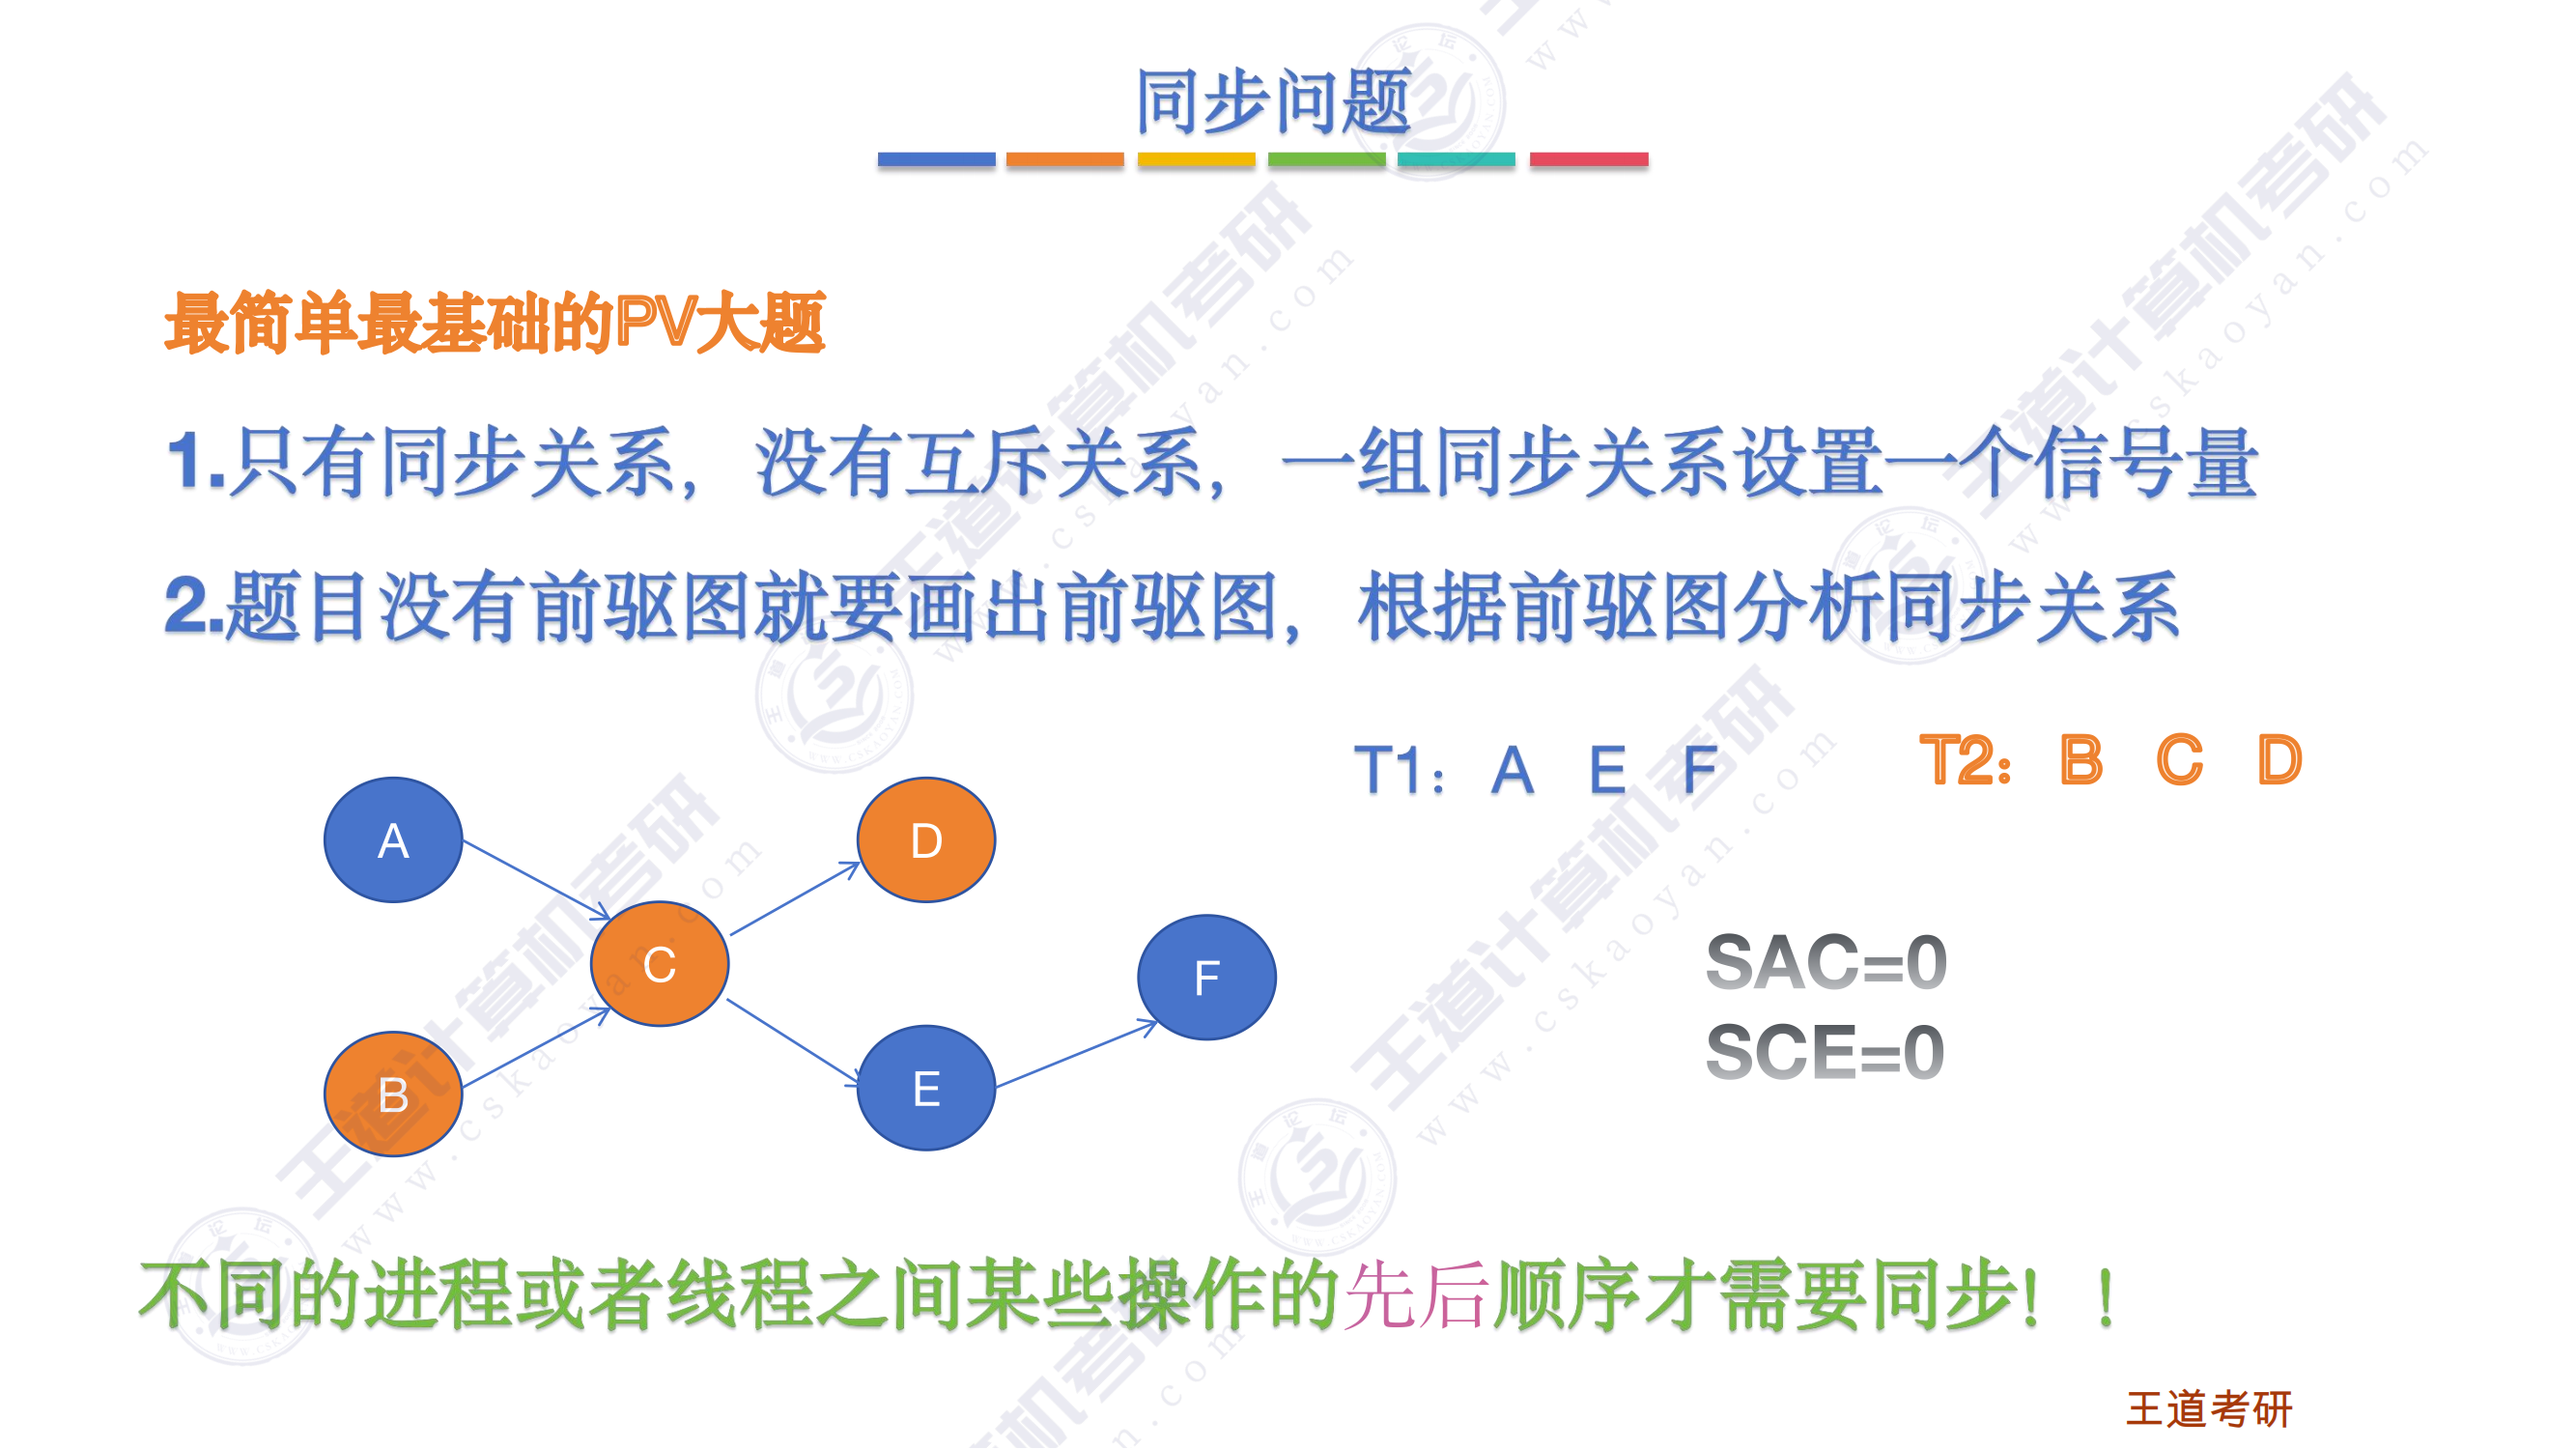 同步问题
最简单最基础的PV大题
1.只有同步关系，没有互斥关系，一组同步关系设置一个信号量
2.题目没有前驱图就要画出前驱图，根据前驱图分析同步关系
T1：A E F
T2：B C D
A
D
C
F
B
E
SAC=0
SCE=0
不同的进程或者线程之间某些操作的先后顺序才需要同步！！
王道考研
王道计算机考研
www.cskaoyan.com